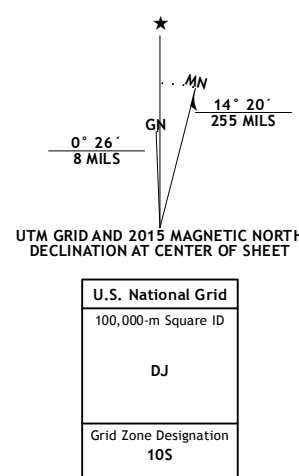 ★
MN
GN
14° 20´
255 MILS
0° 26´
8 MILS
UTM GRID AND 2015 MAGNETIC NORTH
DECLINATION AT CENTER OF SHEET
U.S. National Grid
100,000-m Square ID
DJ
Grid Zone Designation
10S